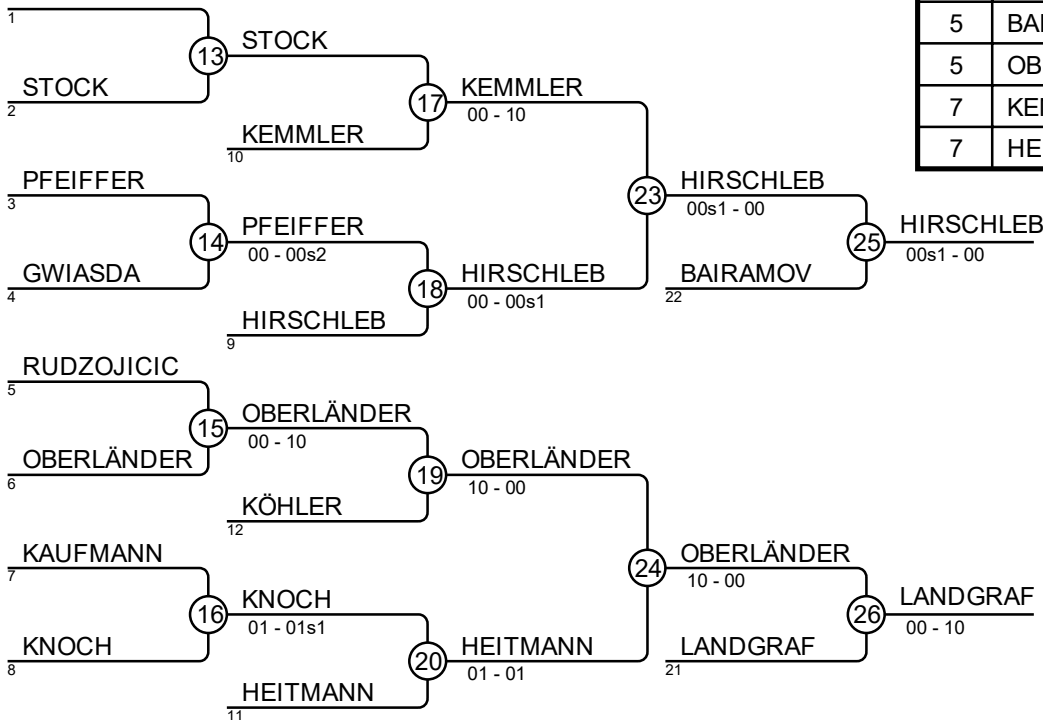 1
STOCK
2
13
STOCK
KEMMLER
10
17
KEMMLER
00 - 10
PFEIFFER
3
GWIASDA
4
14
PFEIFFER
00 - 00s2
HIRSCHLEB
9
18
HIRSCHLEB
00 - 00s1
23
HIRSCHLEB
00s1 - 00
BAIRAMOV
22
25
HIRSCHLEB
00s1 - 00
RUDZOJICIC
5
OBERLÄNDER
6
15
OBERLÄNDER
00 - 10
KÖHLER
12
19
OBERLÄNDER
10 - 00
KAUFMANN
7
KNOCH
8
16
KNOCH
01 - 01s1
HEITMANN
11
20
HEITMANN
01 - 01
24
OBERLÄNDER
10 - 00
LANDGRAF
21
26
LANDGRAF
00 - 10
5
5 OB
7
7 HE